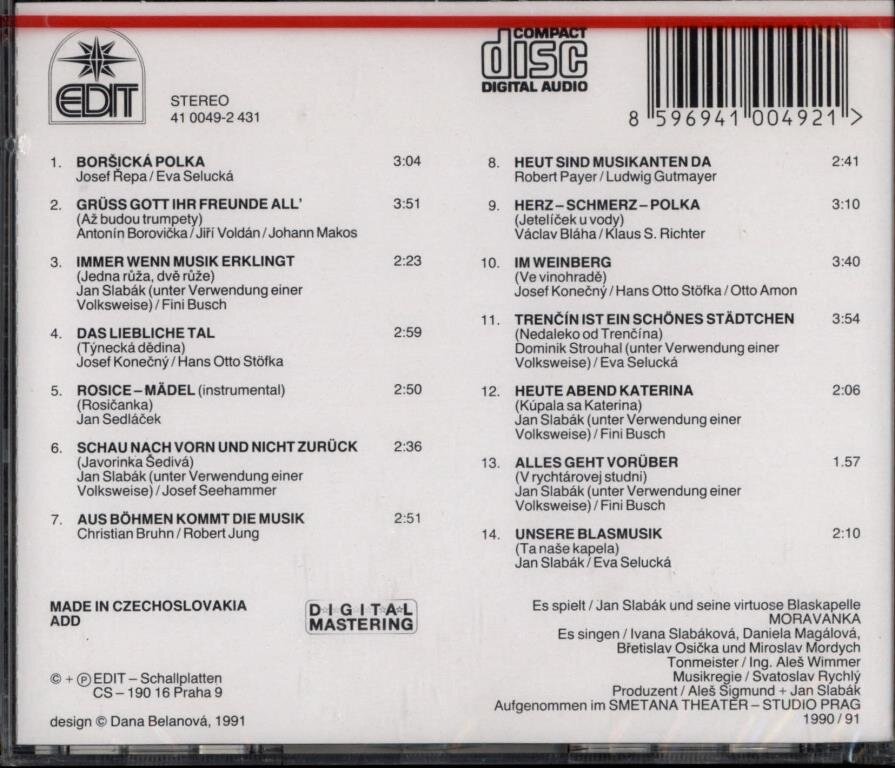 EDIT
STEREO
41 0049-2 431
COMPACT
disc
DIGITAL AUDIO
8 596941 004921 >
1. BORŠICKÁ POLKA 3:04
Josef Řepa / Eva Selucká
2. GRÜSS GOTT IHR FREUNDE ALL' 3:51
(Až budou trumpety)
Antonín Borovička / Jiří Voldán / Johann Makos
3. IMMER WENN MUSIK ERKLINGT 2:23
(Jedna růža, dvě růže)
Jan Slabák (unter Verwendung einer
Volksweise) / Fini Busch
4. DAS LIEBLICHE TAL 2:59
(Týnecká dědina)
Josef Konečný / Hans Otto Stöfka
5. ROSICE – MÄDEL (instrumental) 2:50
(Rosičanka)
Jan Sedláček
6. SCHAU NACH VORN UND NICHT ZURÜCK 2:36
(Javorinka Šedivá)
Jan Slabák (unter Verwendung einer
Volksweise) / Josef Seehammer
7. AUS BÖHMEN KOMMT DIE MUSIK 2:51
Christian Bruhn / Robert Jung
8. HEUT SIND MUSIKANTEN DA 2:41
Robert Payer / Ludwig Gutmayer
9. HERZ – SCHMERZ – POLKA 3:10
(Jetelíček u vody)
Václav Bláha / Klaus S. Richter
10. IM WEINBERG 3:40
(Ve vinohradě)
Josef Konečný / Hans Otto Stöfka / Otto Amon
11. TRENČÍN IST EIN SCHÖNES STÄDTCHEN 3:54
(Nedaleko od Trenčína)
Dominik Strouhal (unter Verwendung einer
Volksweise) / Eva Selucká
12. HEUTE ABEND KATERINA 2:06
(Kúpala sa Katerina)
Jan Slabák (unter Verwendung einer
Volksweise) / Fini Busch
13. ALLES GEHT VORÜBER 1.57
(V rychtárovej studni)
Jan Slabák (unter Verwendung einer
Volksweise) / Fini Busch
14. UNSERE BLASMUSIK 2:10
(Ta naše kapela)
Jan Slabák / Eva Selucká
MADE IN CZECHOSLOVAKIA
ADD
DIGITAL
MASTERING
© + ℗ EDIT – Schallplatten
CS – 190 16 Praha 9
design © Dana Belanová, 1991
Es spielt / Jan Slabák und seine virtuose Blaskapelle
MORAVANKA
Es singen / Ivana Slabáková, Daniela Magálová,
Břetislav Osička und Miroslav Mordych
Tonmeister / Ing. Aleš Wimmer
Musikregie / Svatoslav Rychlý
Produzent / Aleš Sigmund + Jan Slabák
Aufgenommen im SMETANA THEATER – STUDIO PRAG
1990 / 91